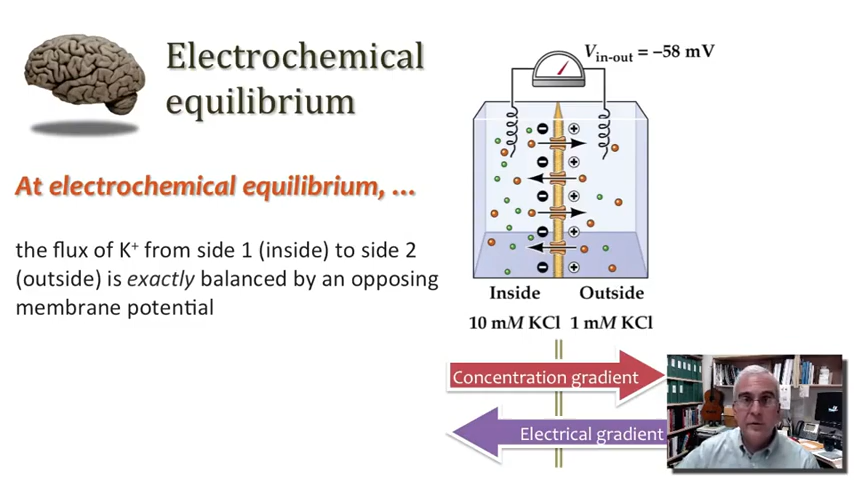 Electrochemical
equilibrium
At electrochemical equilibrium, …
the flux of K⁺ from side 1 (inside) to side 2
(outside) is exactly balanced by an opposing
membrane potential
V in-out = –58 mV
Inside Outside
10 mM KCl 1 mM KCl
Concentration gradient
Electrical gradient